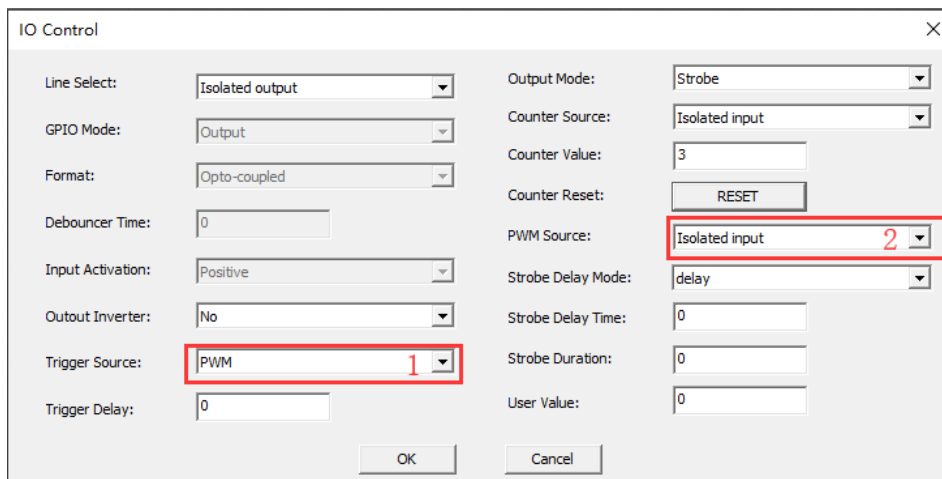 IO Control
Line Select: Isolated output
GPIO Mode: Output
Format: Opto-coupled
Debouncer Time: 0
Input Activation: Positive
Outout Inverter: No
Trigger Source: PWM 1
Trigger Delay: 0
Output Mode: Strobe
Counter Source: Isolated input
Counter Value: 3
Counter Reset: RESET
PWM Source: Isolated input 2
Strobe Delay Mode: delay
Strobe Delay Time: 0
Strobe Duration: 0
User Value: 0
OK Cancel